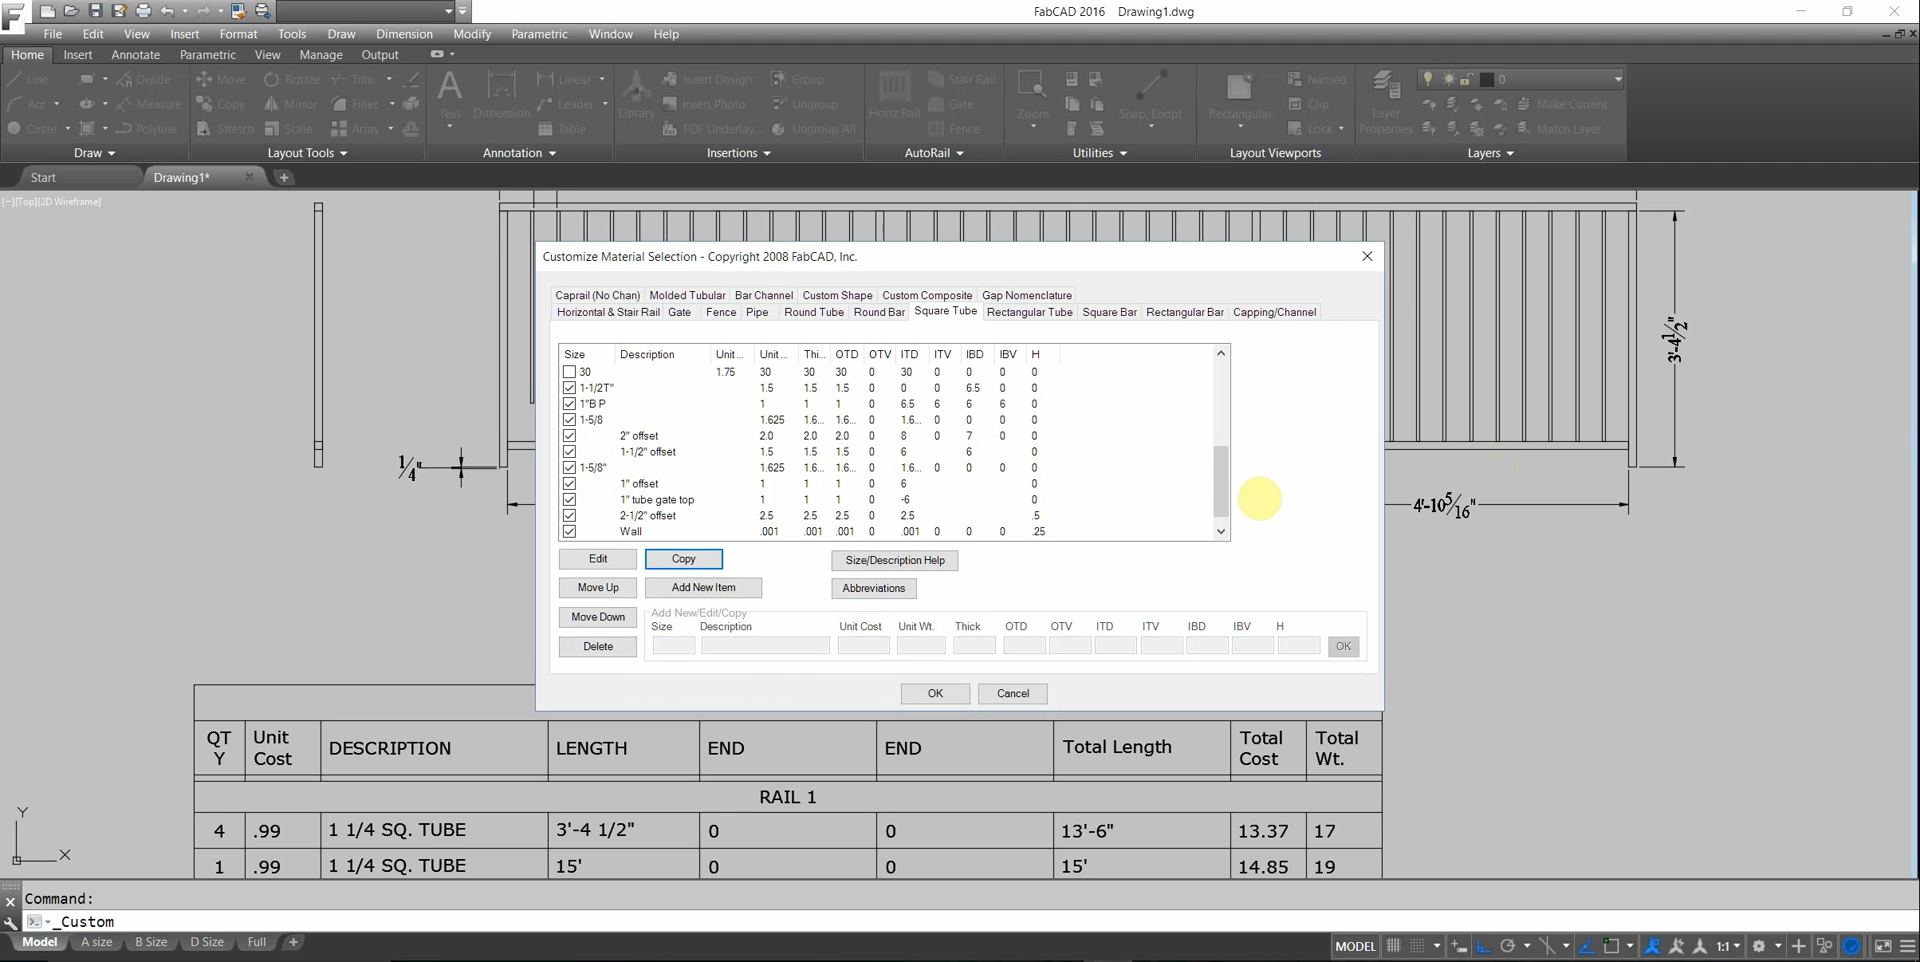 FabCAD 2016 Drawing1.dwg
File Edit View Insert Format Tools Draw Dimension Modify Parametric Window Help
Home Insert Annotate Parametric View Manage Output
Line Divide Move Rotate Trim Linear Insert Design Group Stair Rail Named 0
Arc Measure Copy Mirror Fillet Leader Insert Photo Ungroup Gate Clip Make Current
Circle Polyline Stretch Scale Array Text Dimension Table Library PDF Underlay... Ungroup All Horiz Rail Fence Zoom Snap, Endpt Rectangular Lock Layer Properties Match Layer
Draw Layout Tools Annotation Insertions AutoRail Utilities Layout Viewports Layers
Start Drawing1*
[−][Top][2D Wireframe]
Customize Material Selection - Copyright 2008 FabCAD, Inc.
Caprail (No Chan) Molded Tubular Bar Channel Custom Shape Custom Composite Gap Nomenclature
Horizontal & Stair Rail Gate Fence Pipe Round Tube Round Bar Square Tube Rectangular Tube Square Bar Rectangular Bar Capping/Channel
Size Description Unit... Unit... Thi... OTD OTV ITD ITV IBD IBV H
30 1.75 30 30 30 0 30 0 0 0 0
1-1/2T" 1.5 1.5 1.5 0 0 0 6.5 0 0
1"B P 1 1 1 0 6.5 6 6 6 0
1-5/8 1.625 1.6... 1.6... 0 1.6... 0 0 0 0
2" offset 2.0 2.0 2.0 0 8 0 7 0 0
1-1/2" offset 1.5 1.5 1.5 0 6 6 0
1-5/8" 1.625 1.6... 1.6... 0 1.6... 0 0 0 0
1" offset 1 1 1 0 6 0
1" tube gate top 1 1 1 0 -6 0
2-1/2" offset 2.5 2.5 2.5 0 2.5 .5
Wall .001 .001 .001 0 .001 0 0 0 .25
Edit Copy Size/Description Help
Move Up Add New Item Abbreviations
Move Down Add New/Edit/Copy
Size Description Unit Cost Unit Wt. Thick OTD OTV ITD ITV IBD IBV H
Delete OK
OK Cancel
3'-4 1/2"
1/4"
4'-10 5/16"
QTY Unit Cost DESCRIPTION LENGTH END END Total Length Total Cost Total Wt.
RAIL 1
4 .99 1 1/4 SQ. TUBE 3'-4 1/2" 0 0 13'-6" 13.37 17
1 .99 1 1/4 SQ. TUBE 15' 0 0 15' 14.85 19
Y
X
Command:
_Custom
Model A size B Size D Size Full MODEL 1:1